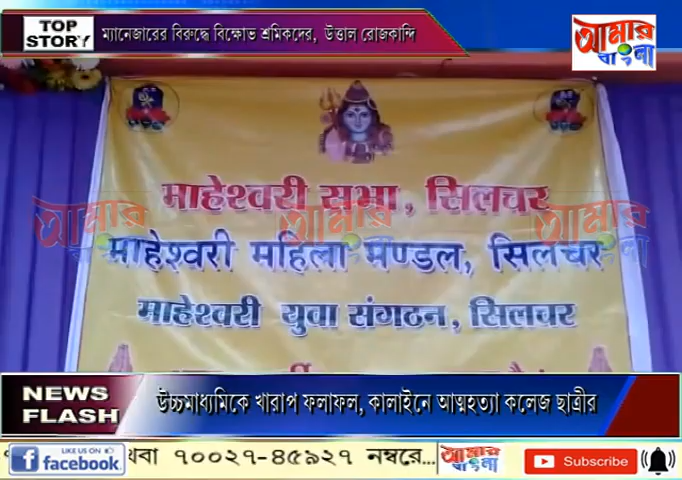 TOP STORY
ম্যানেজারের বিরুদ্ধে বিক্ষোভ শ্রমিকদের, উত্তাল রোজকান্দি
আমার বাংলা
माहेश्वरी सभा, सिलचर
माहेश्वरी महिला मण्डल, सिलचर
माहेश्वरी युवा संगठन, सिलचर
NEWS FLASH
উচ্চমাধ্যমিকে খারাপ ফলাফল, কালাইনে আত্মহত্যা কলেজ ছাত্রীর
LIKE US ON
facebook.
৭০০২৭-৪৫৯২৭ নম্বরে...
আমার বাংলা
Subscribe